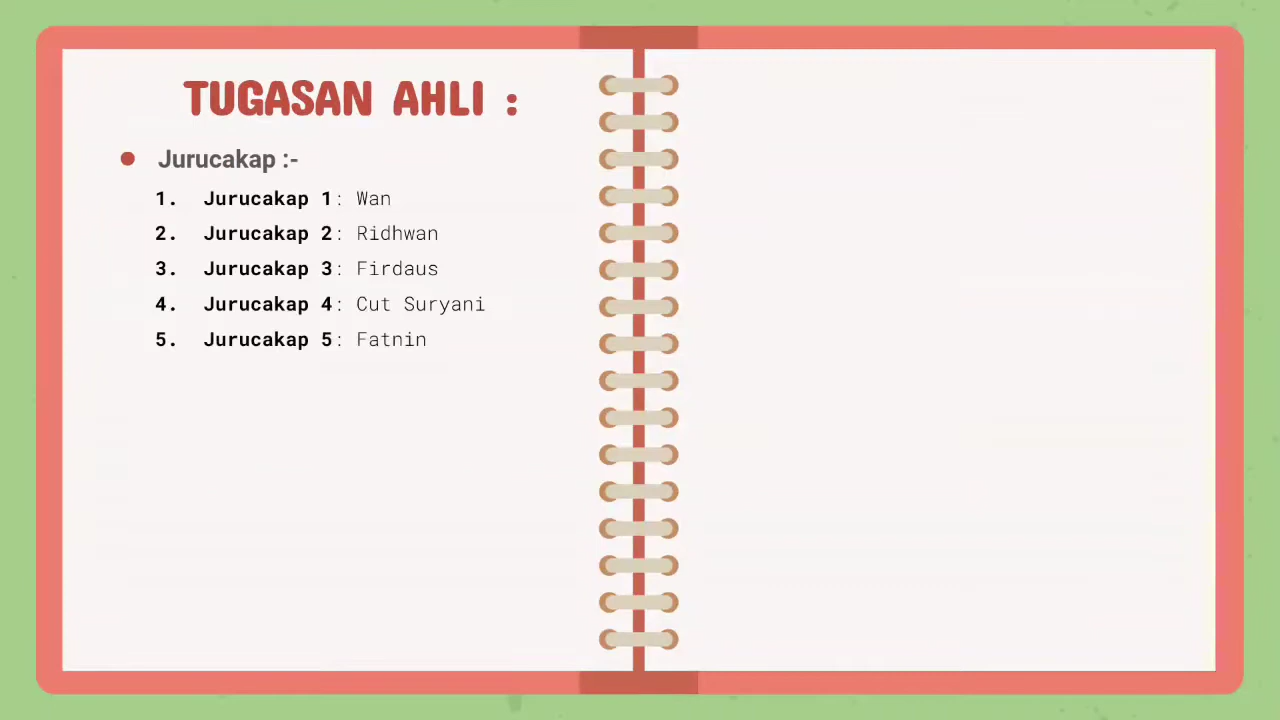 TUGASAN AHLI :
● Jurucakap :-
1. Jurucakap 1: Wan
2. Jurucakap 2: Ridhwan
3. Jurucakap 3: Firdaus
4. Jurucakap 4: Cut Suryani
5. Jurucakap 5: Fatnin